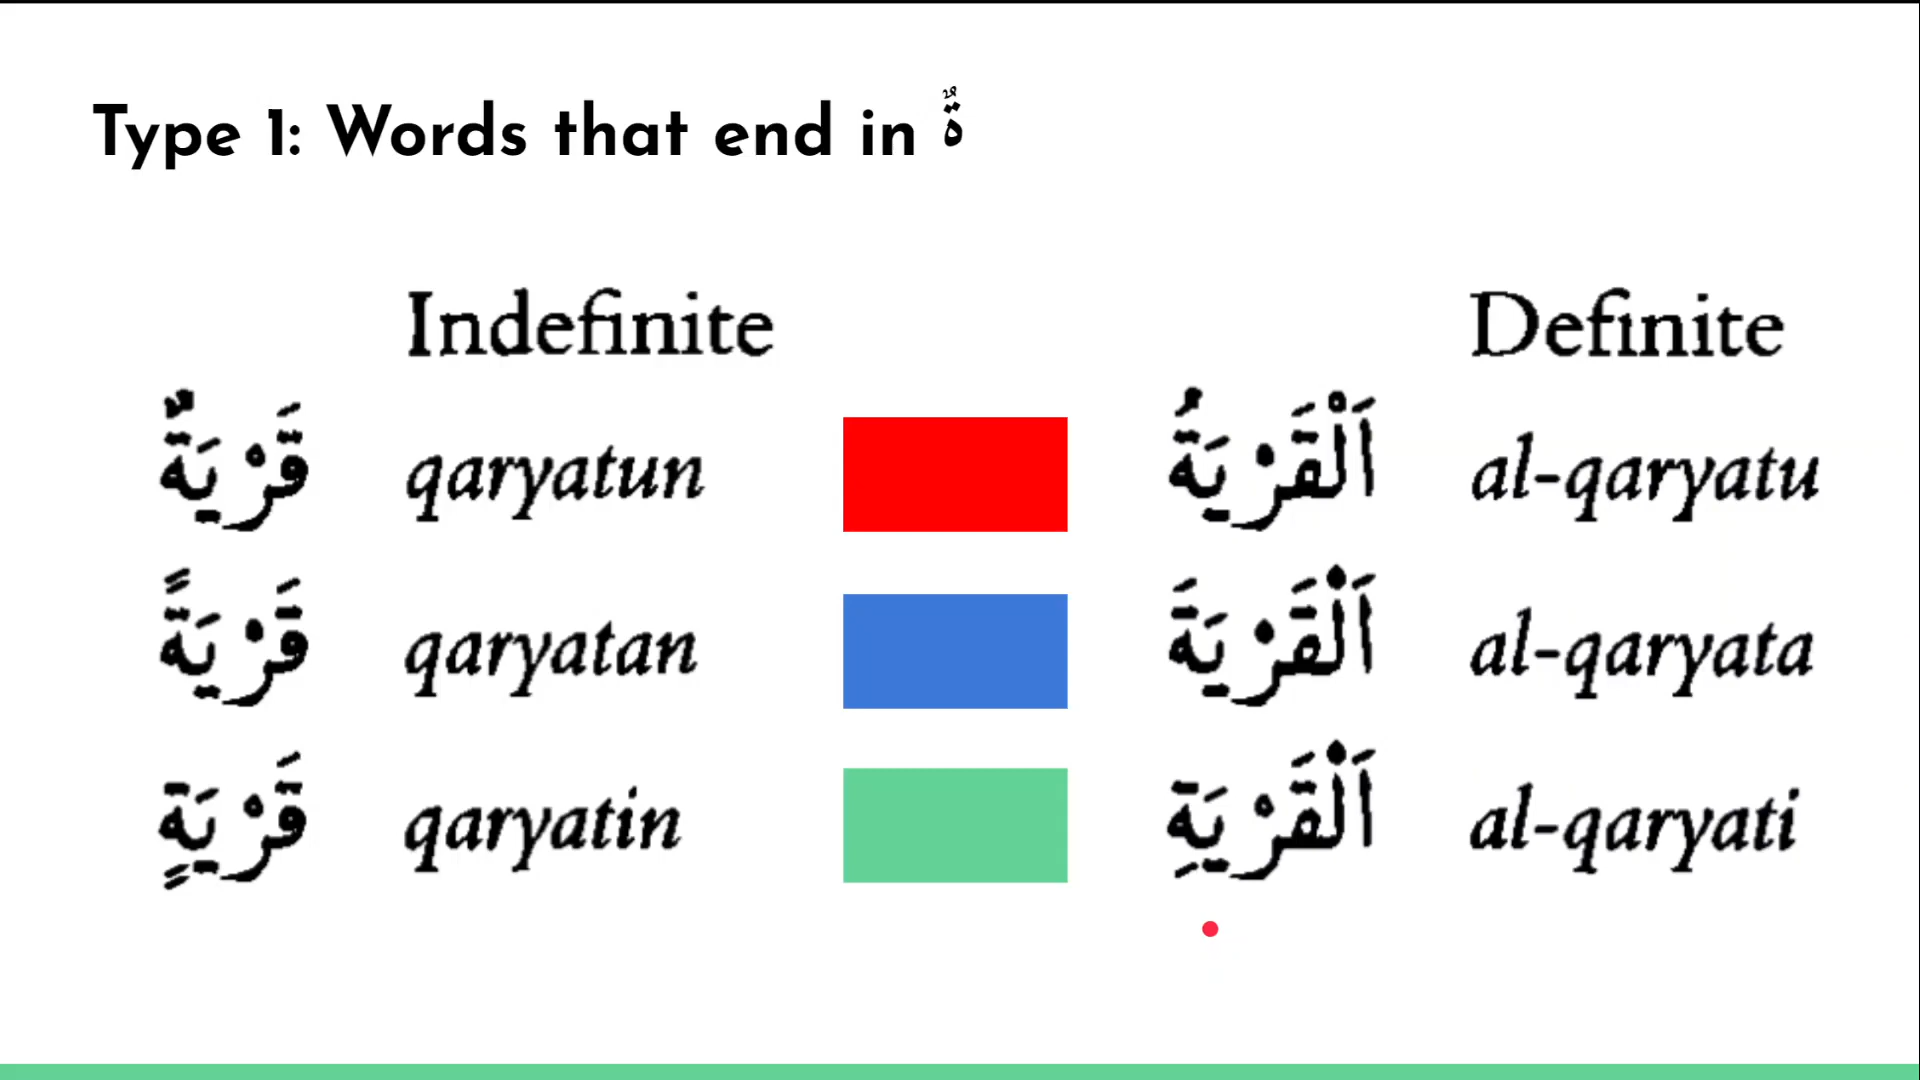 Type 1: Words that end in ةٌ
Indefinite Definite
قَرْيَةٌ qaryatun اَلْقَرْيَةُ al-qaryatu
قَرْيَةً qaryatan اَلْقَرْيَةَ al-qaryata
قَرْيَةٍ qaryatin اَلْقَرْيَةِ al-qaryati